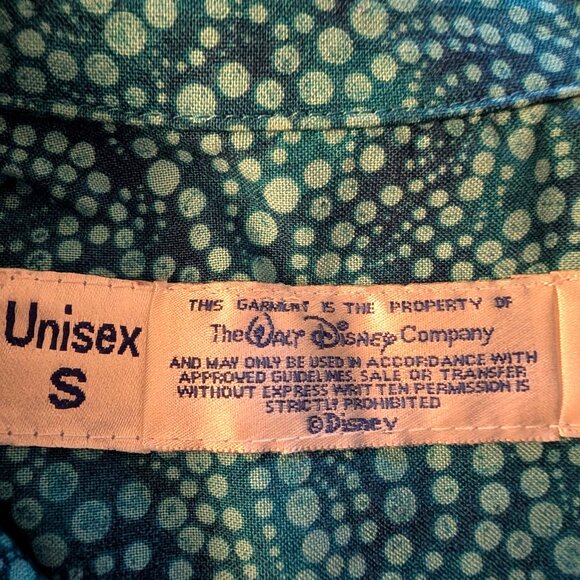 Unisex
S
THIS GARMENT IS THE PROPERTY OF
The Walt Disney Company
AND MAY ONLY BE USED IN ACCORDANCE WITH
APPROVED GUIDELINES. SALE OR TRANSFER
WITHOUT EXPRESS WRITTEN PERMISSION IS
STRICTLY PROHIBITED
©Disney